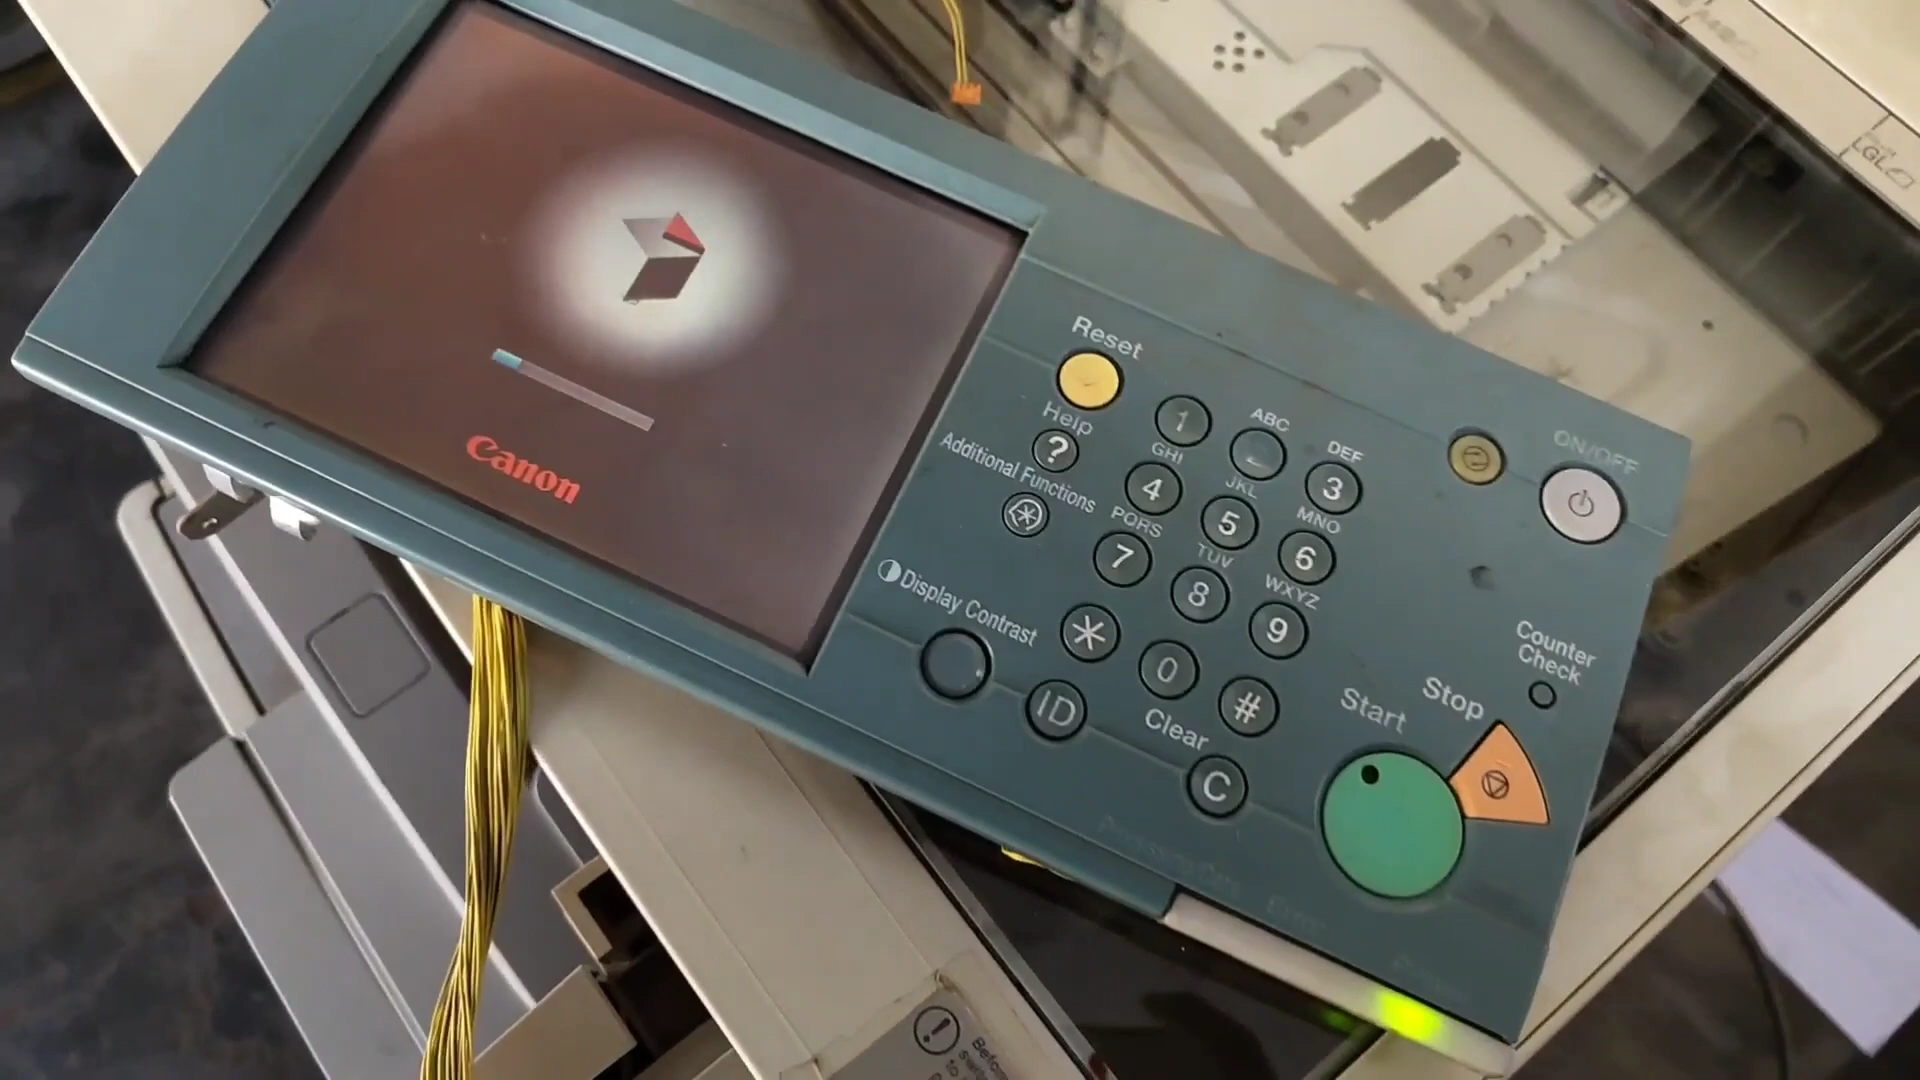 LGL
Canon
Reset
Help
?
Additional Functions
Display Contrast
1
ABC
DEF
3
GHI
4
JKL
5
MNO
6
PQRS
7
TUV
8
WXYZ
9
*
0
#
ID
Clear
C
ON/OFF
Counter
Check
Stop
Start